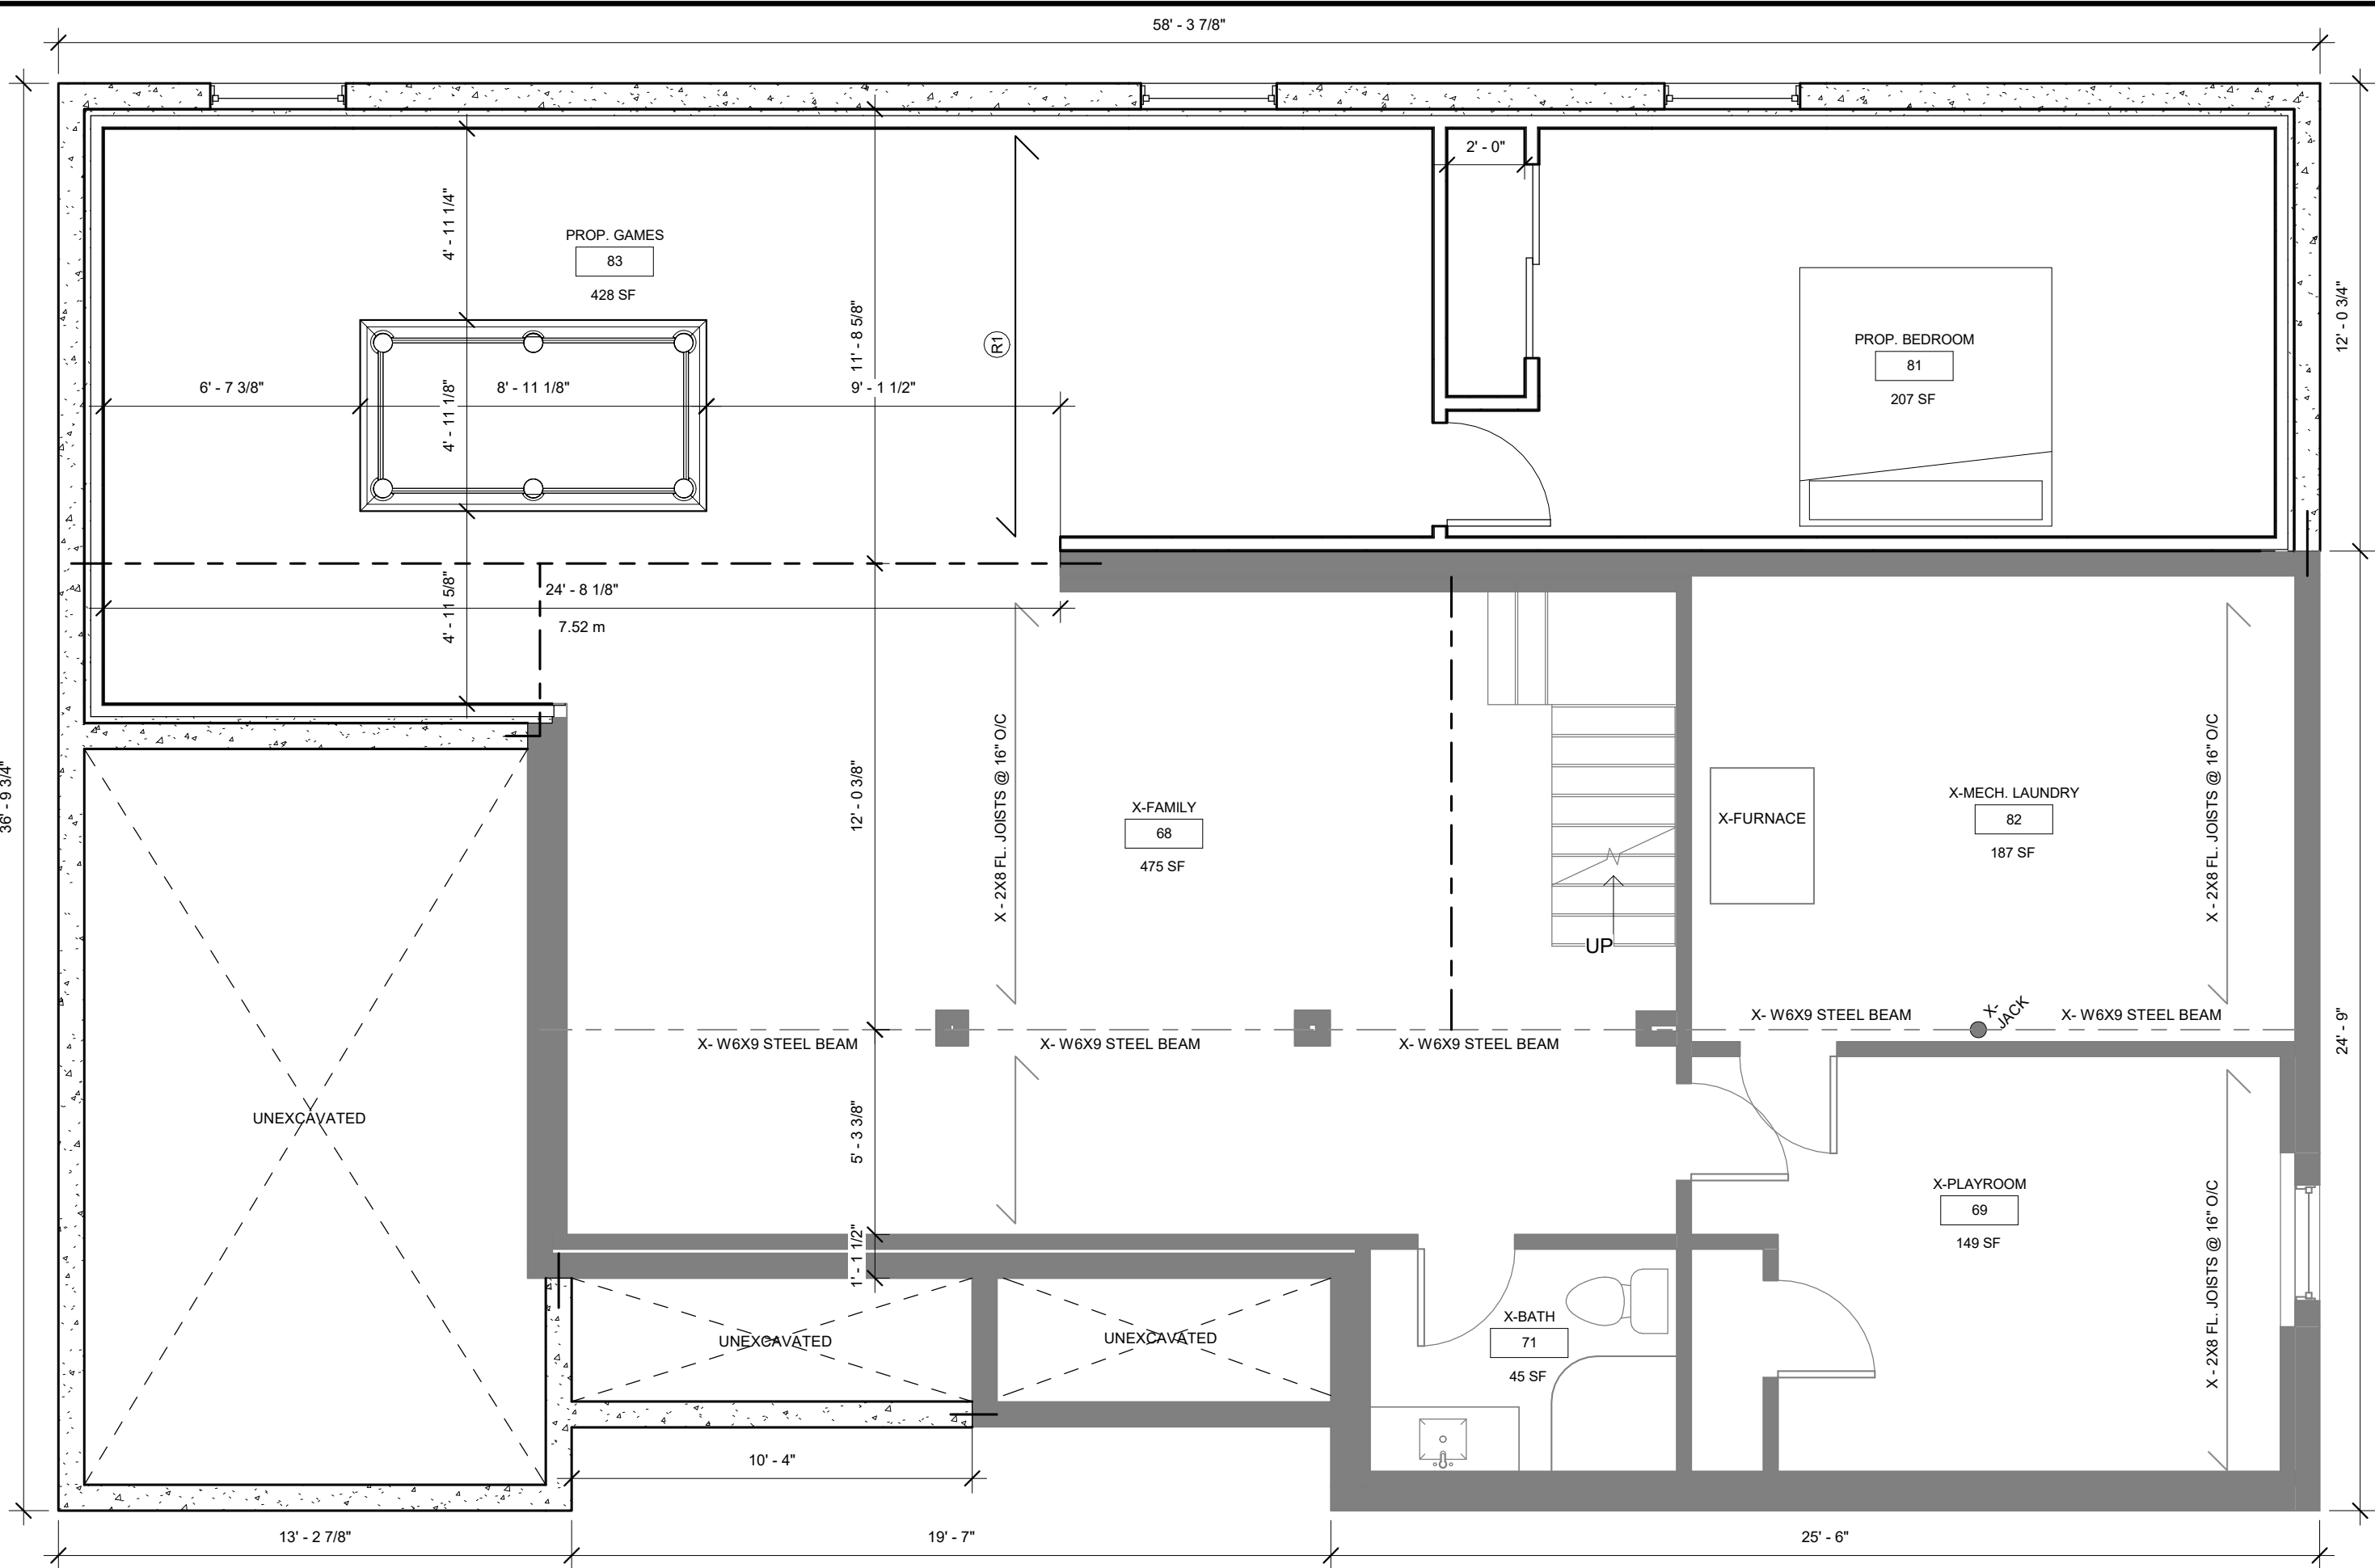 58' - 3 7/8"
2' - 0"
4' - 11 1/4"
PROP. GAMES
83
428 SF
11' - 8 5/8"
R1
12' - 0 3/4"
PROP. BEDROOM
81
207 SF
6' - 7 3/8"
4' - 11 1/8"
8' - 11 1/8"
9' - 1 1/2"
4' - 11 5/8"
24' - 8 1/8"
7.52 m
36' - 9 3/4"
12' - 0 3/8"
X - 2X8 FL. JOISTS @ 16" O/C
X-FAMILY
68
475 SF
X-FURNACE
X-MECH. LAUNDRY
82
187 SF
X - 2X8 FL. JOISTS @ 16" O/C
UP
X- W6X9 STEEL BEAM
X- W6X9 STEEL BEAM
X- W6X9 STEEL BEAM
X- W6X9 STEEL BEAM
X-
JACK
X- W6X9 STEEL BEAM
24' - 9"
UNEXCAVATED
5' - 3 3/8"
X-PLAYROOM
69
149 SF
X - 2X8 FL. JOISTS @ 16" O/C
1' - 1 1/2"
UNEXCAVATED
UNEXCAVATED
X-BATH
71
45 SF
10' - 4"
13' - 2 7/8"
19' - 7"
25' - 6"